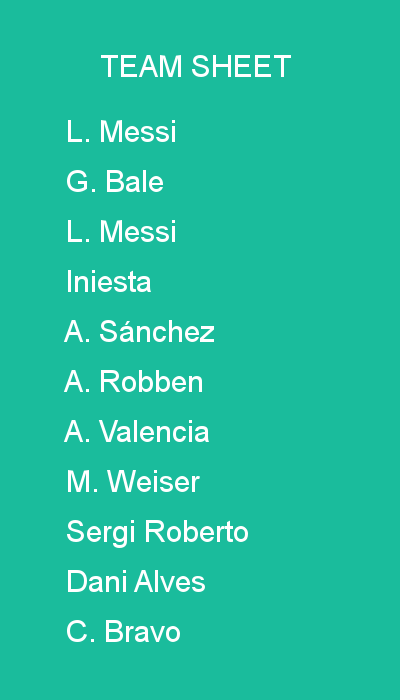 TEAM SHEET
L. Messi
G. Bale
L. Messi
Iniesta
A. Sánchez
A. Robben
A. Valencia
M. Weiser
Sergi Roberto
Dani Alves
C. Bravo